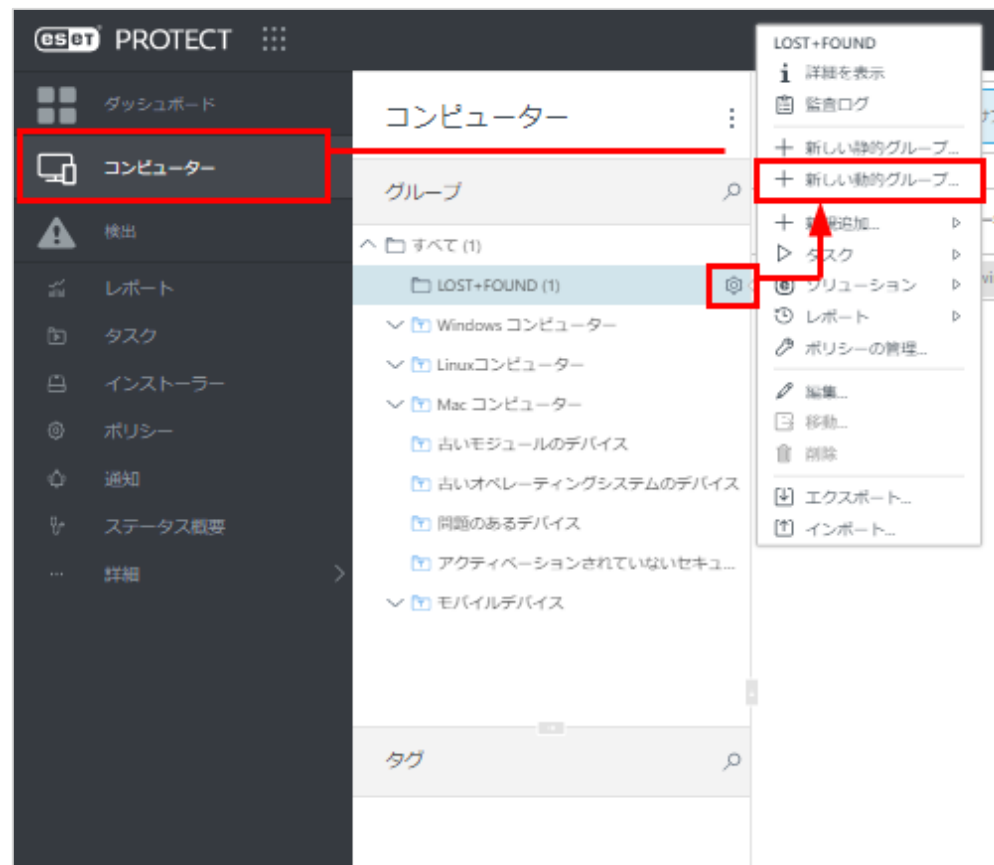 eset PROTECT
ダッシュボード
コンピューター
検出
レポート
タスク
インストーラー
ポリシー
通知
ステータス概要
詳細
コンピューター
グループ
すべて (1)
LOST+FOUND (1)
Windows コンピューター
Linuxコンピューター
Mac コンピューター
古いモジュールのデバイス
古いオペレーティングシステムのデバイス
問題のあるデバイス
アクティベーションされていないセキュ...
モバイルデバイス
タグ
LOST+FOUND
詳細を表示
監査ログ
新しい静的グループ...
新しい動的グループ...
新規追加...
タスク
ソリューション
レポート
ポリシーの管理...
編集...
移動...
削除
エクスポート...
インポート...